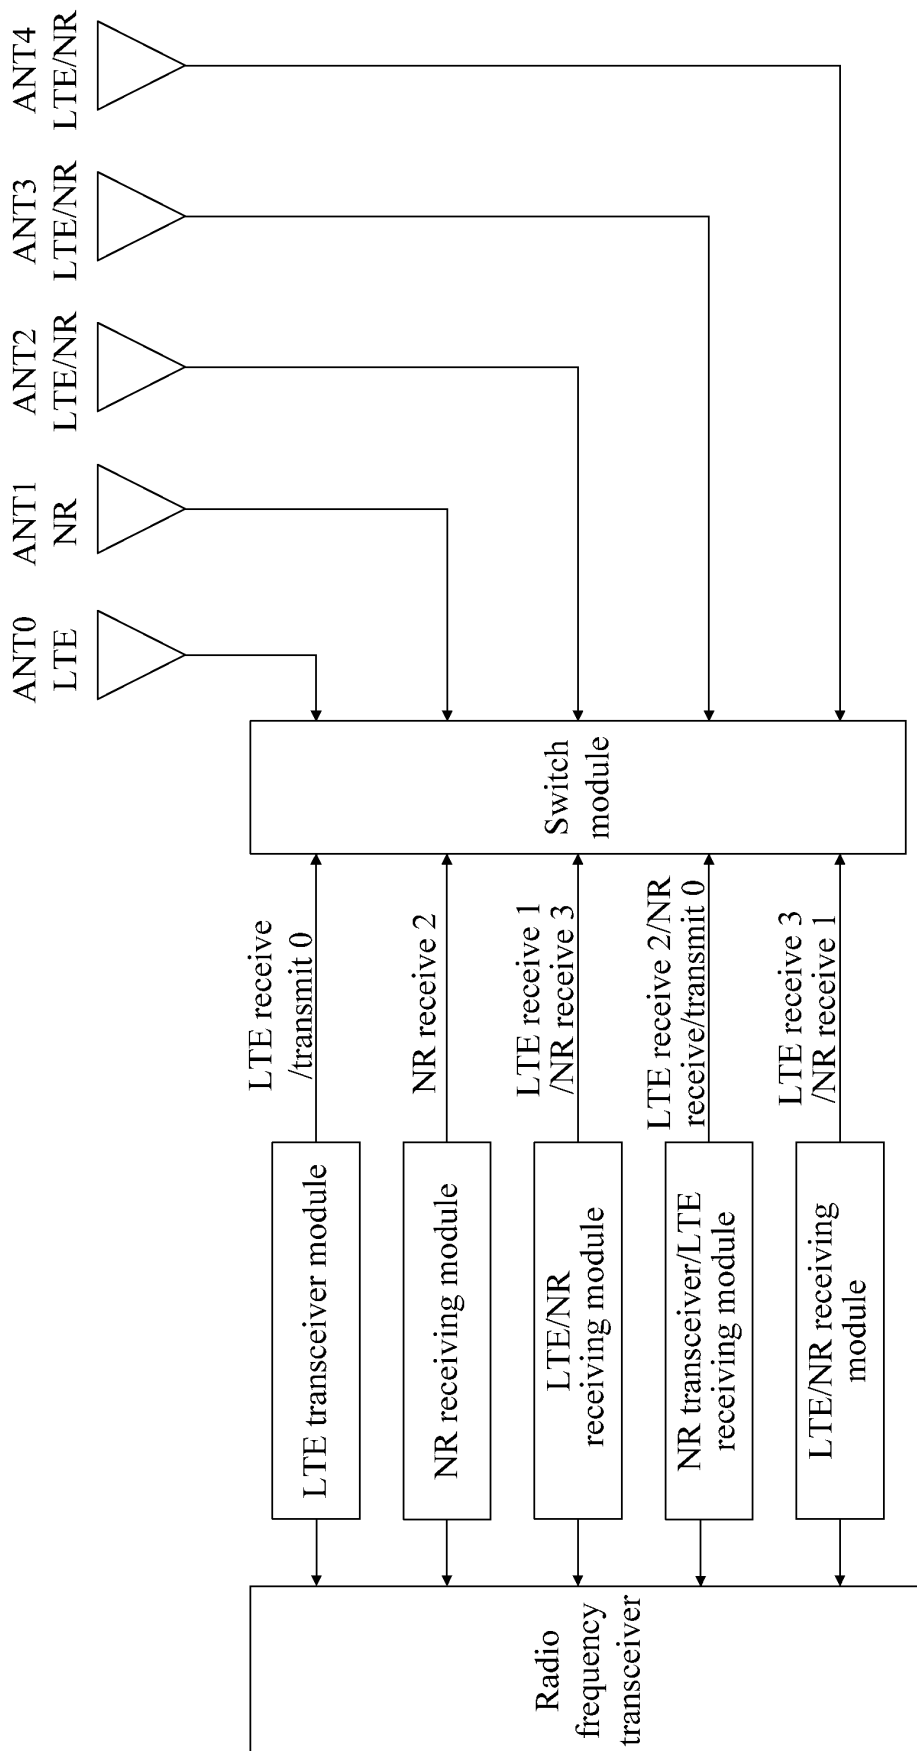 Radio
frequency
transceiver
LTE transceiver module
NR receiving module
LTE/NR
receiving module
NR transceiver/LTE
receiving module
LTE/NR receiving
module
LTE receive
/transmit 0
NR receive 2
LTE receive 1
/NR receive 3
LTE receive 2/NR
receive/transmit 0
LTE receive 3
/NR receive 1
Switch
module
ANT0
LTE
ANT1
NR
ANT2
LTE/NR
ANT3
LTE/NR
ANT4
LTE/NR